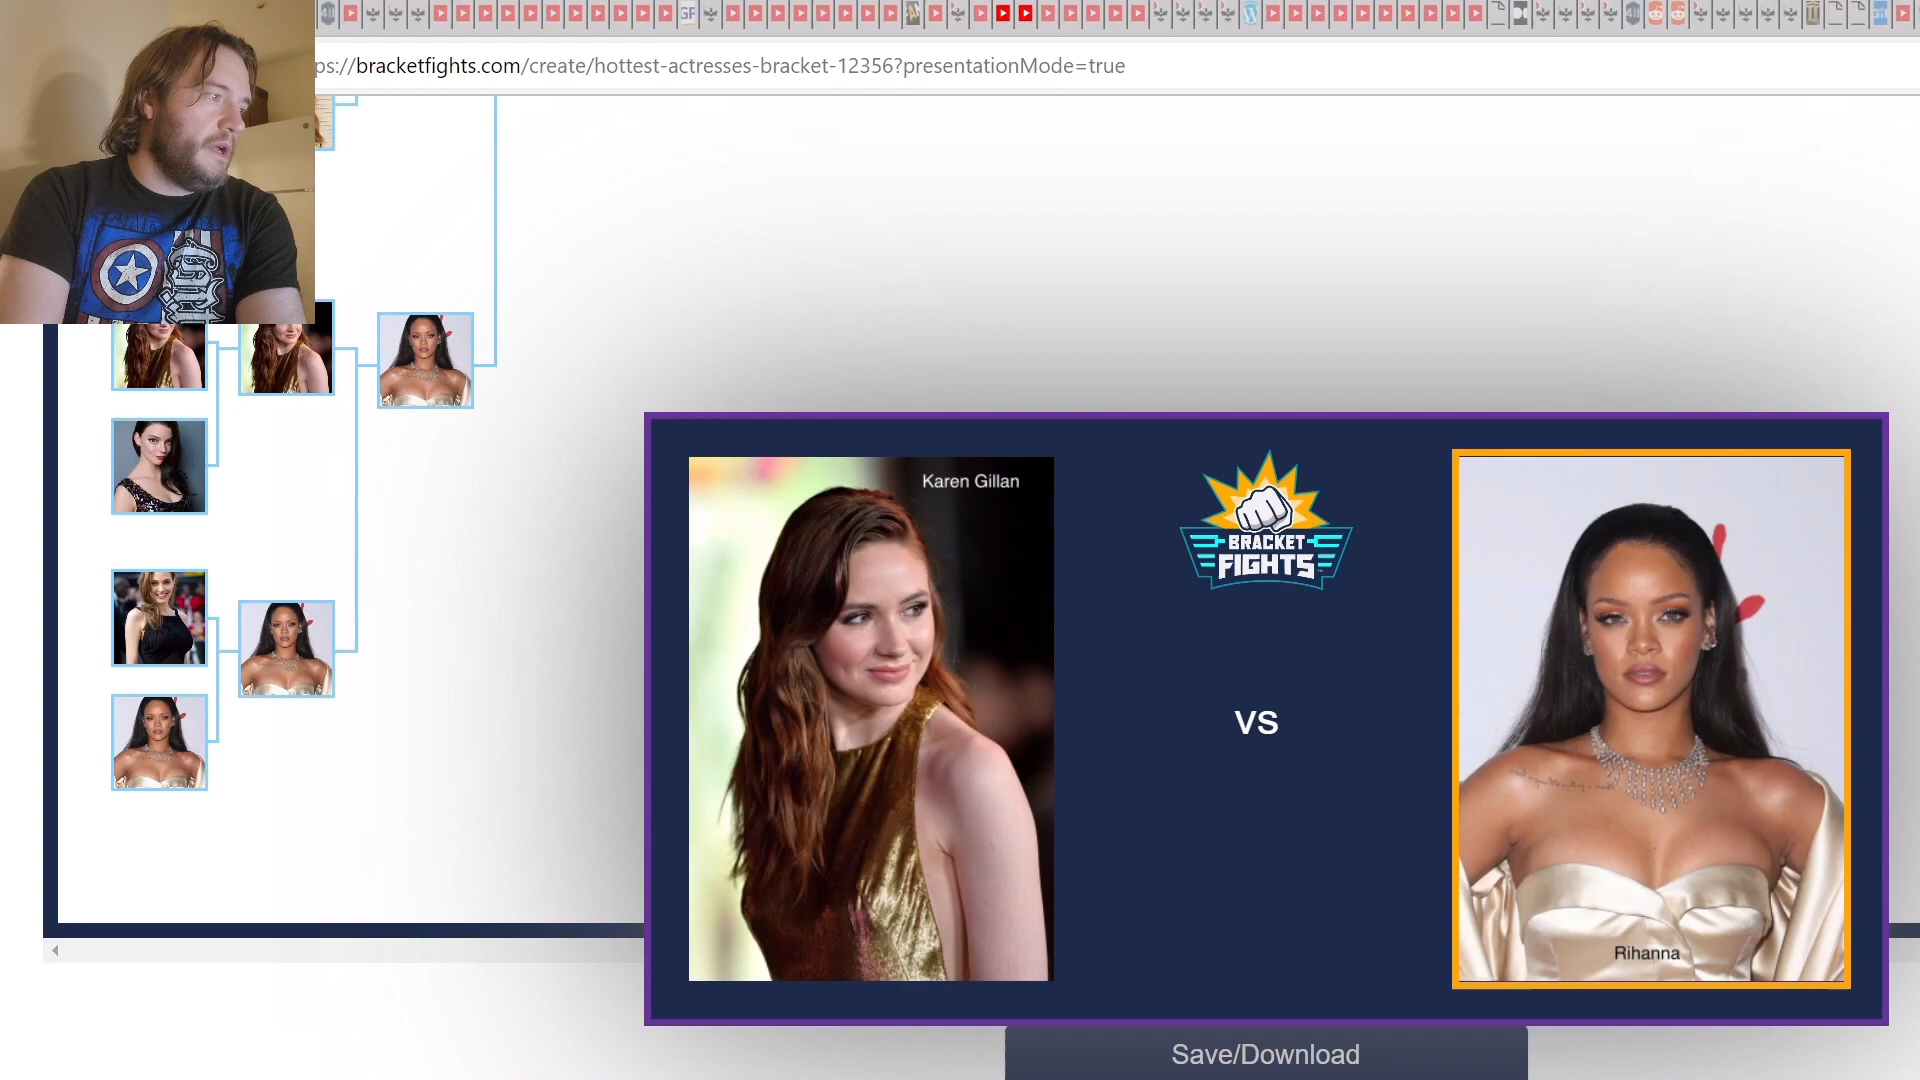 ps://bracketfights.com/create/hottest-actresses-bracket-12356?presentationMode=true
Karen Gillan
BRACKET
FIGHTS
VS
Rihanna
Save/Download